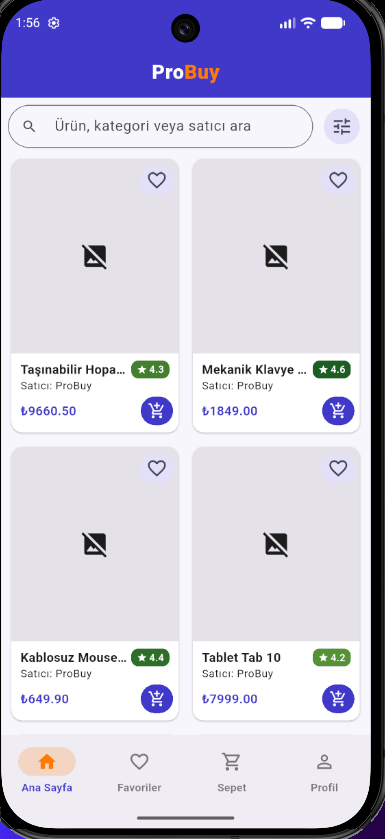 1:56
ProBuy
Ürün, kategori veya satıcı ara
Taşınabilir Hopa... ★ 4.3
Satıcı: ProBuy
₺9660.50
Mekanik Klavye ... ★ 4.6
Satıcı: ProBuy
₺1849.00
Kablosuz Mouse... ★ 4.4
Satıcı: ProBuy
₺649.90
Tablet Tab 10 ★ 4.2
Satıcı: ProBuy
₺7999.00
Ana Sayfa
Favoriler
Sepet
Profil